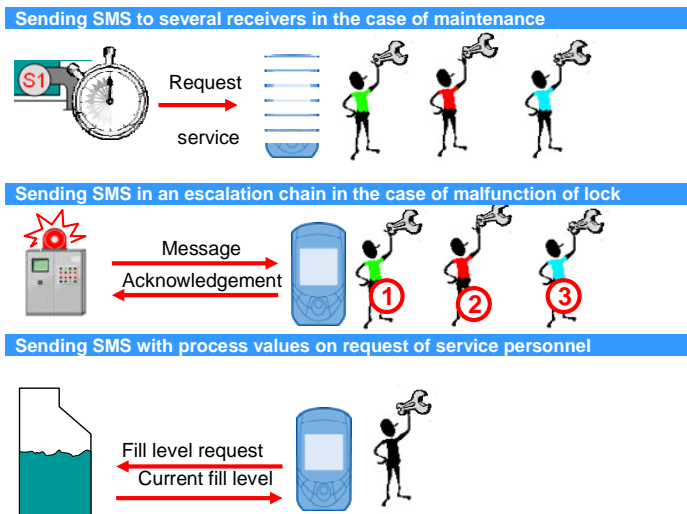 Sending SMS to several receivers in the case of maintenance
S1
Request
service
Sending SMS in an escalation chain in the case of malfunction of lock
Message
Acknowledgement
1
2
3
Sending SMS with process values on request of service personnel
Fill level request
Current fill level